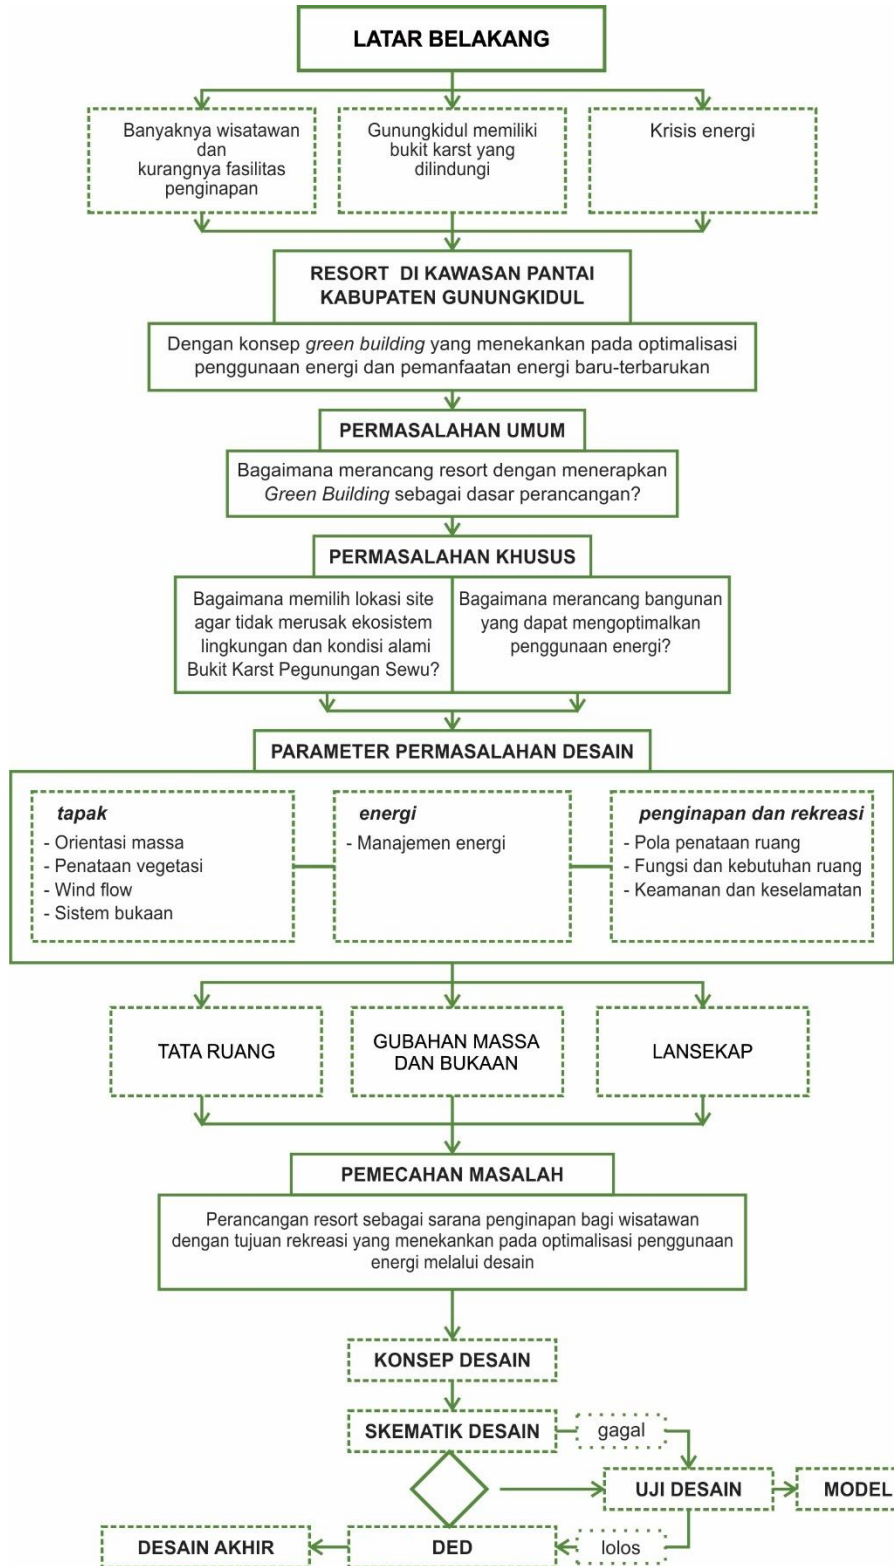 LATAR BELAKANG
Banyaknya wisatawan
dan
kurangnya fasilitas
penginapan
Gunungkidul memiliki
bukit karst yang
dilindungi
Krisis energi
RESORT DI KAWASAN PANTAI
KABUPATEN GUNUNGKIDUL
Dengan konsep green building yang menekankan pada optimalisasi
penggunaan energi dan pemanfaatan energi baru-terbarukan
PERMASALAHAN UMUM
Bagaimana merancang resort dengan menerapkan
Green Building sebagai dasar perancangan?
PERMASALAHAN KHUSUS
Bagaimana memilih lokasi site
agar tidak merusak ekosistem
lingkungan dan kondisi alami
Bukit Karst Pegunungan Sewu?
Bagaimana merancang bangunan
yang dapat mengoptimalkan
penggunaan energi?
PARAMETER PERMASALAHAN DESAIN
tapak
- Orientasi massa
- Penataan vegetasi
- Wind flow
- Sistem bukaan
energi
- Manajemen energi
penginapan dan rekreasi
- Pola penataan ruang
- Fungsi dan kebutuhan ruang
- Keamanan dan keselamatan
TATA RUANG
GUBAHAN MASSA
DAN BUKAAN
LANSEKAP
PEMECAHAN MASALAH
Perancangan resort sebagai sarana penginapan bagi wisatawan
dengan tujuan rekreasi yang menekankan pada optimalisasi penggunaan
energi melalui desain
KONSEP DESAIN
SKEMATIK DESAIN
gagal
UJI DESAIN
MODEL
DESAIN AKHIR
DED
lolos